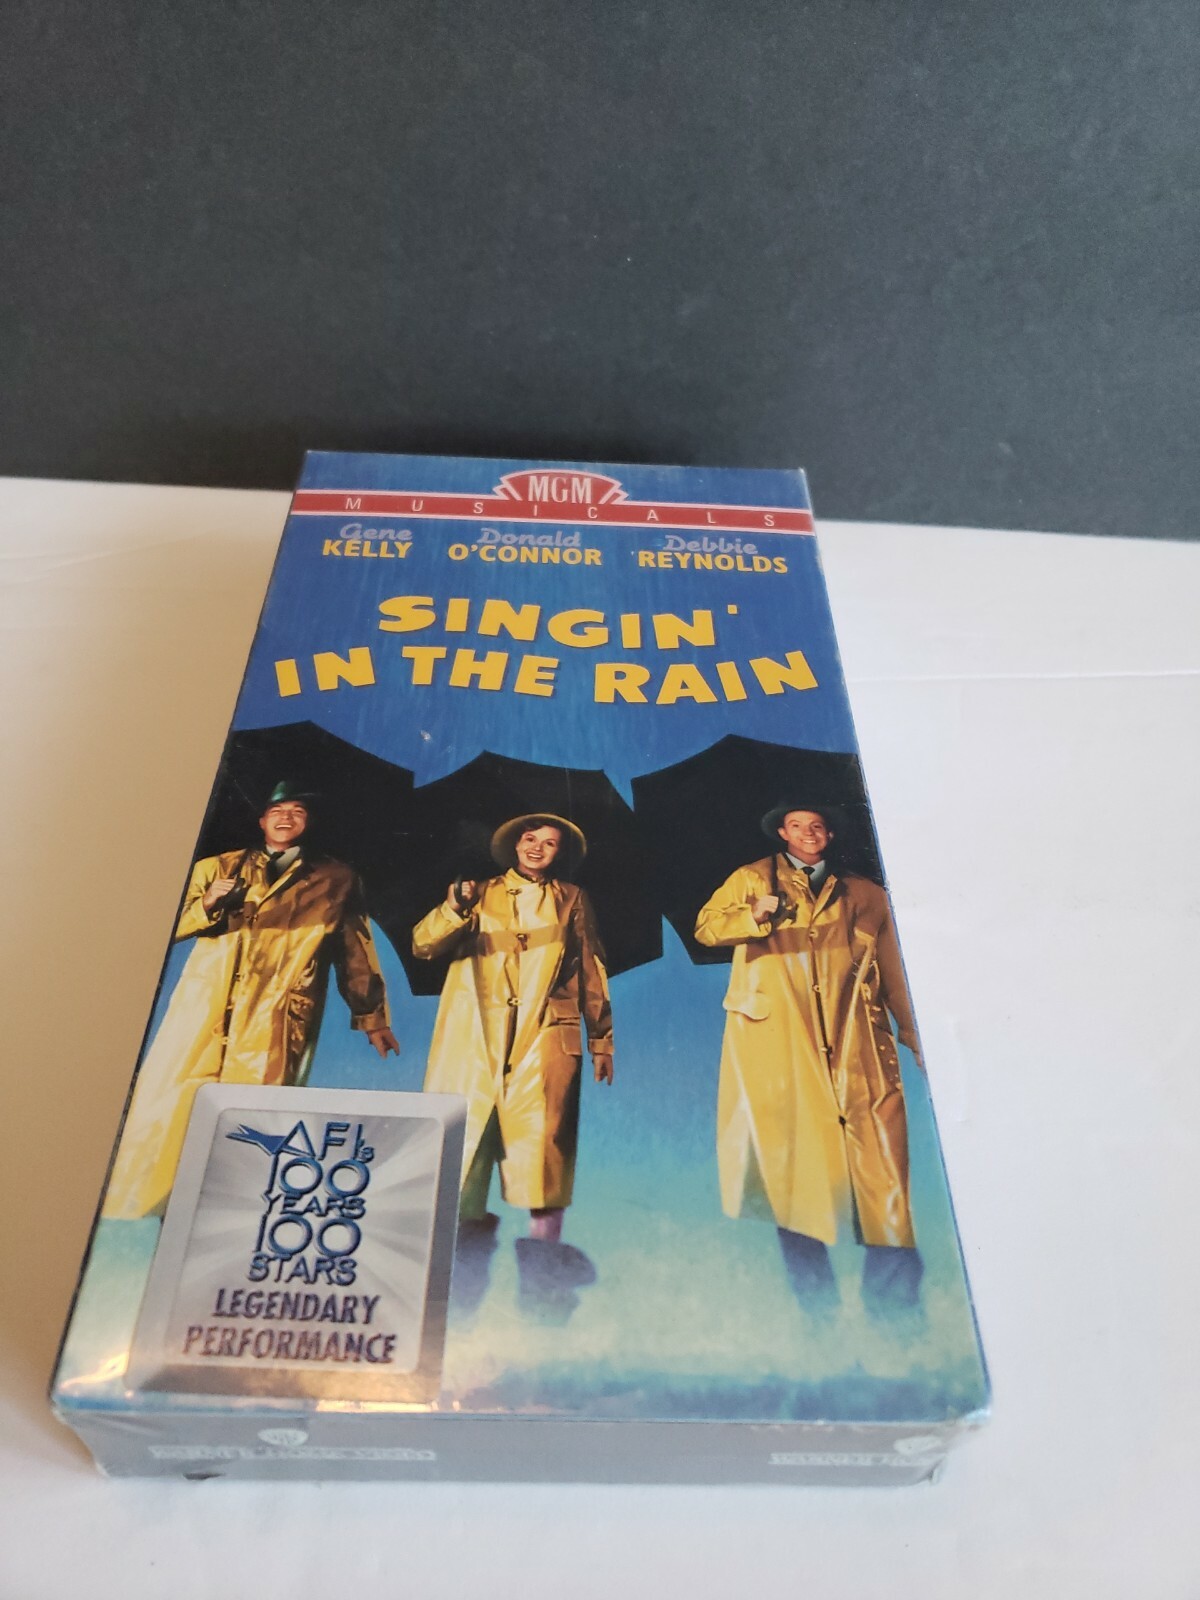 MGM
MUSICALS
Gene Donald Debbie
KELLY O'CONNOR REYNOLDS
SINGIN'
IN THE RAIN
AFI's
100
YEARS
100
STARS
LEGENDARY
PERFORMANCE